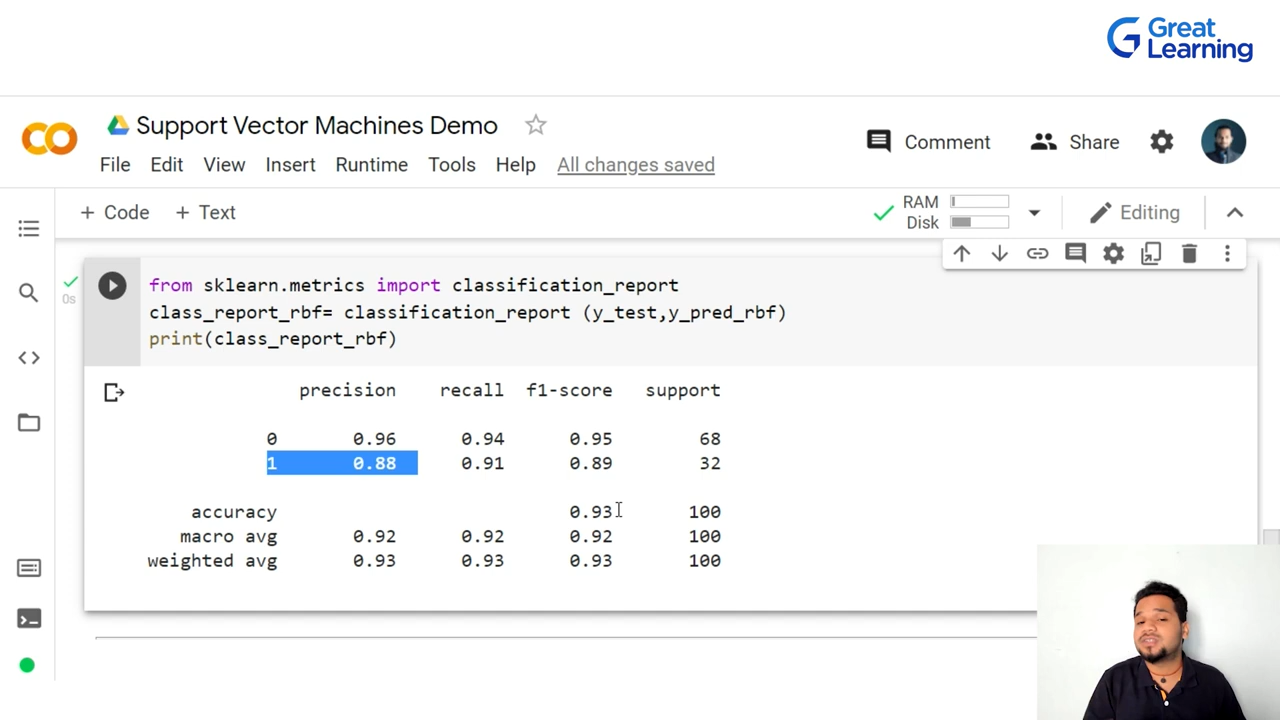 Great
Learning
Support Vector Machines Demo
Comment
Share
File Edit View Insert Runtime Tools Help All changes saved
+ Code + Text
RAM
Disk
Editing
0s
from sklearn.metrics import classification_report
class_report_rbf= classification_report (y_test,y_pred_rbf)
print(class_report_rbf)
precision recall f1-score support
0 0.96 0.94 0.95 68
1 0.88 0.91 0.89 32
accuracy 0.93 100
macro avg 0.92 0.92 0.92 100
weighted avg 0.93 0.93 0.93 100